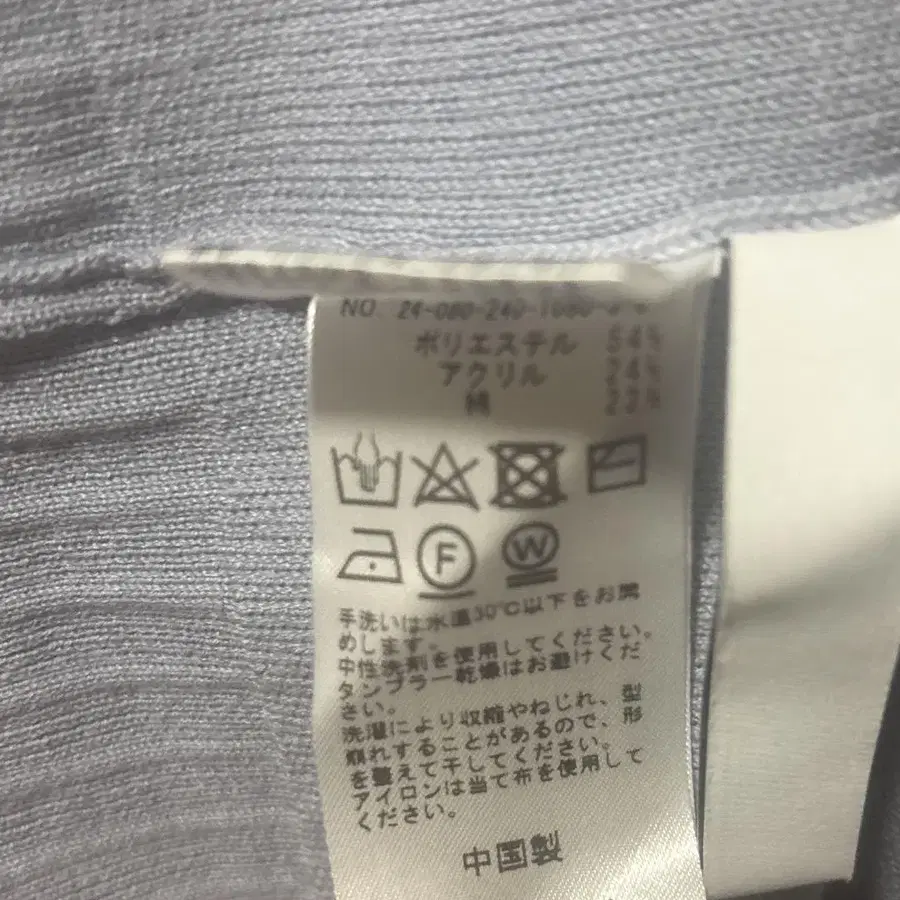 NO. 24-080-240-1080-
ポリエステル 54%
アクリル 24%
綿 22%
F W
手洗いは水温30℃以下をお薦
めします。
中性洗剤を使用してください。
タンブラー乾燥はお避けくだ
さい。
洗濯により収縮やねじれ、型
崩れすることがあるので、形
を整えて干してください。
アイロンは当て布を使用して
ください。
中国製